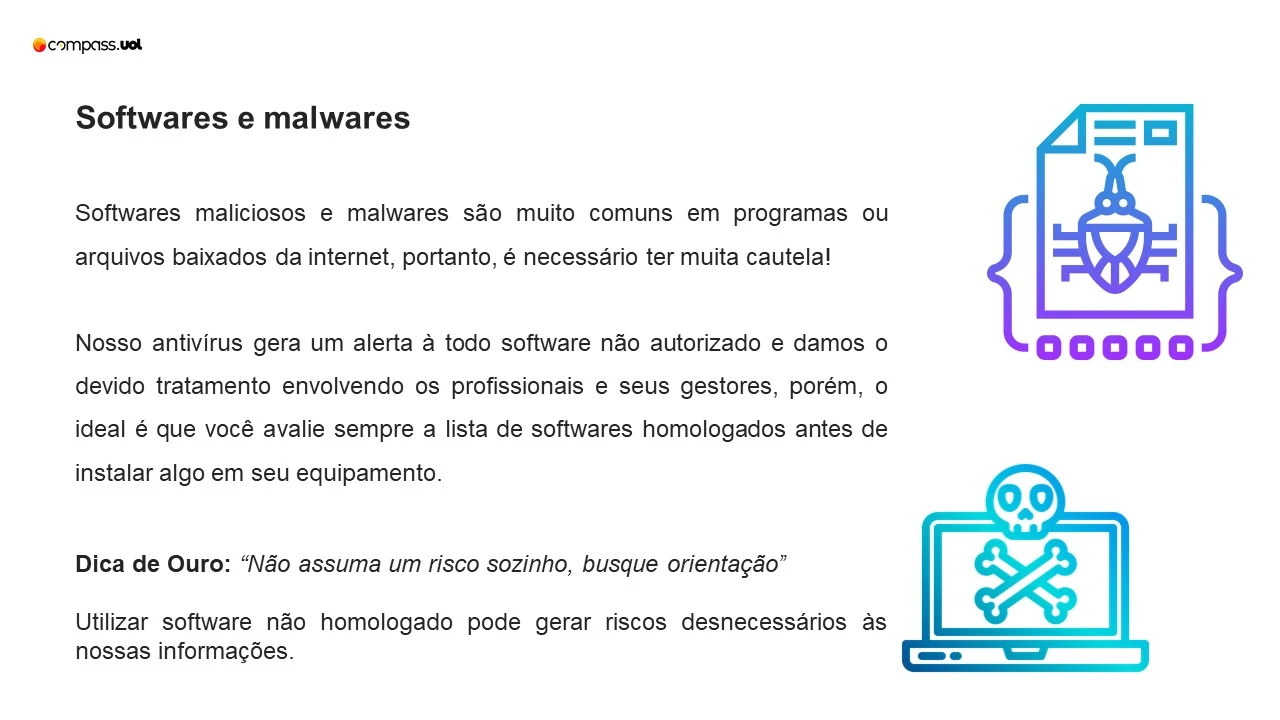 compass.uol
Softwares e malwares
Softwares maliciosos e malwares são muito comuns em programas ou
arquivos baixados da internet, portanto, é necessário ter muita cautela!
Nosso antivírus gera um alerta à todo software não autorizado e damos o
devido tratamento envolvendo os profissionais e seus gestores, porém, o
ideal é que você avalie sempre a lista de softwares homologados antes de
instalar algo em seu equipamento.
Dica de Ouro: “Não assuma um risco sozinho, busque orientação”
Utilizar software não homologado pode gerar riscos desnecessários às
nossas informações.